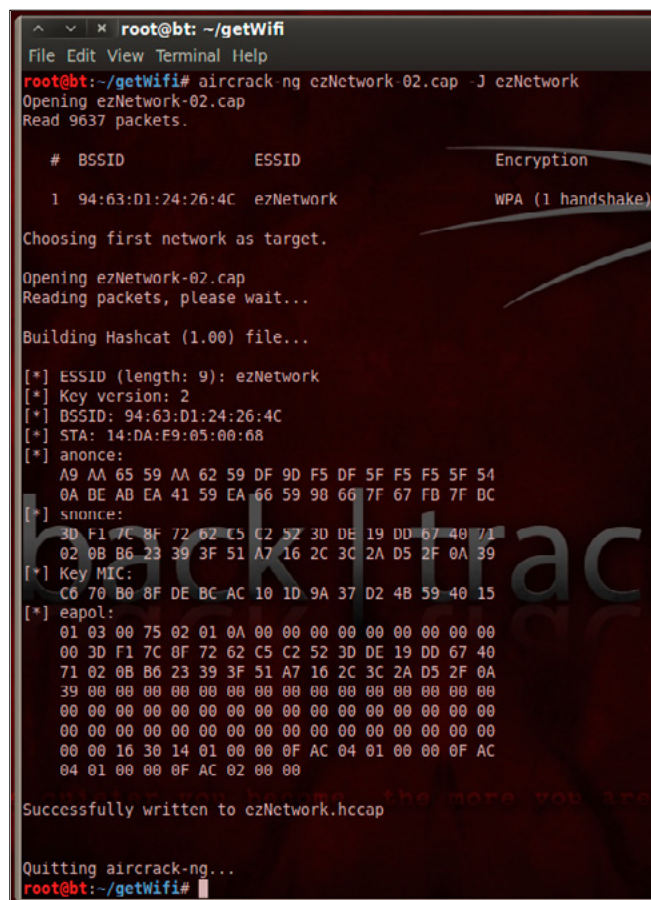 root@bt: ~/getWifi
File Edit View Terminal Help
root@bt:~/getWifi# aircrack-ng ezNetwork-02.cap -J ezNetwork
Opening ezNetwork-02.cap
Read 9637 packets.
# BSSID ESSID Encryption
1 94:63:D1:24:26:4C ezNetwork WPA (1 handshake)
Choosing first network as target.
Opening ezNetwork-02.cap
Reading packets, please wait...
Building Hashcat (1.00) file...
[*] ESSID (length: 9): ezNetwork
[*] Key version: 2
[*] BSSID: 94:63:D1:24:26:4C
[*] STA: 14:DA:E9:05:00:68
[*] anonce:
A9 AA 65 59 AA 62 59 DF 9D F5 DF 5F F5 F5 5F 54
0A BE AB EA 41 59 EA 66 59 98 66 7F 67 FB 7F BC
[*] snonce:
3D F1 7C 8F 72 62 C5 C2 52 3D DE 19 DD 67 40 71
02 0B B6 23 39 3F 51 A7 16 2C 3C 2A D5 2F 0A 39
[*] Key MIC:
C6 70 B0 8F DE BC AC 10 1D 9A 37 D2 4B 59 40 15
[*] eapol:
01 03 00 75 02 01 0A 00 00 00 00 00 00 00 00 00
00 3D F1 7C 8F 72 62 C5 C2 52 3D DE 19 DD 67 40
71 02 0B B6 23 39 3F 51 A7 16 2C 3C 2A D5 2F 0A
39 00 00 00 00 00 00 00 00 00 00 00 00 00 00 00
00 00 00 00 00 00 00 00 00 00 00 00 00 00 00 00
00 00 00 00 00 00 00 00 00 00 00 00 00 00 00 00
00 00 16 30 14 01 00 00 0F AC 04 01 00 00 0F AC
04 01 00 00 0F AC 02 00 00
Successfully written to ezNetwork.hccap
Quitting aircrack-ng...
root@bt:~/getWifi#
back | trac
the more you are